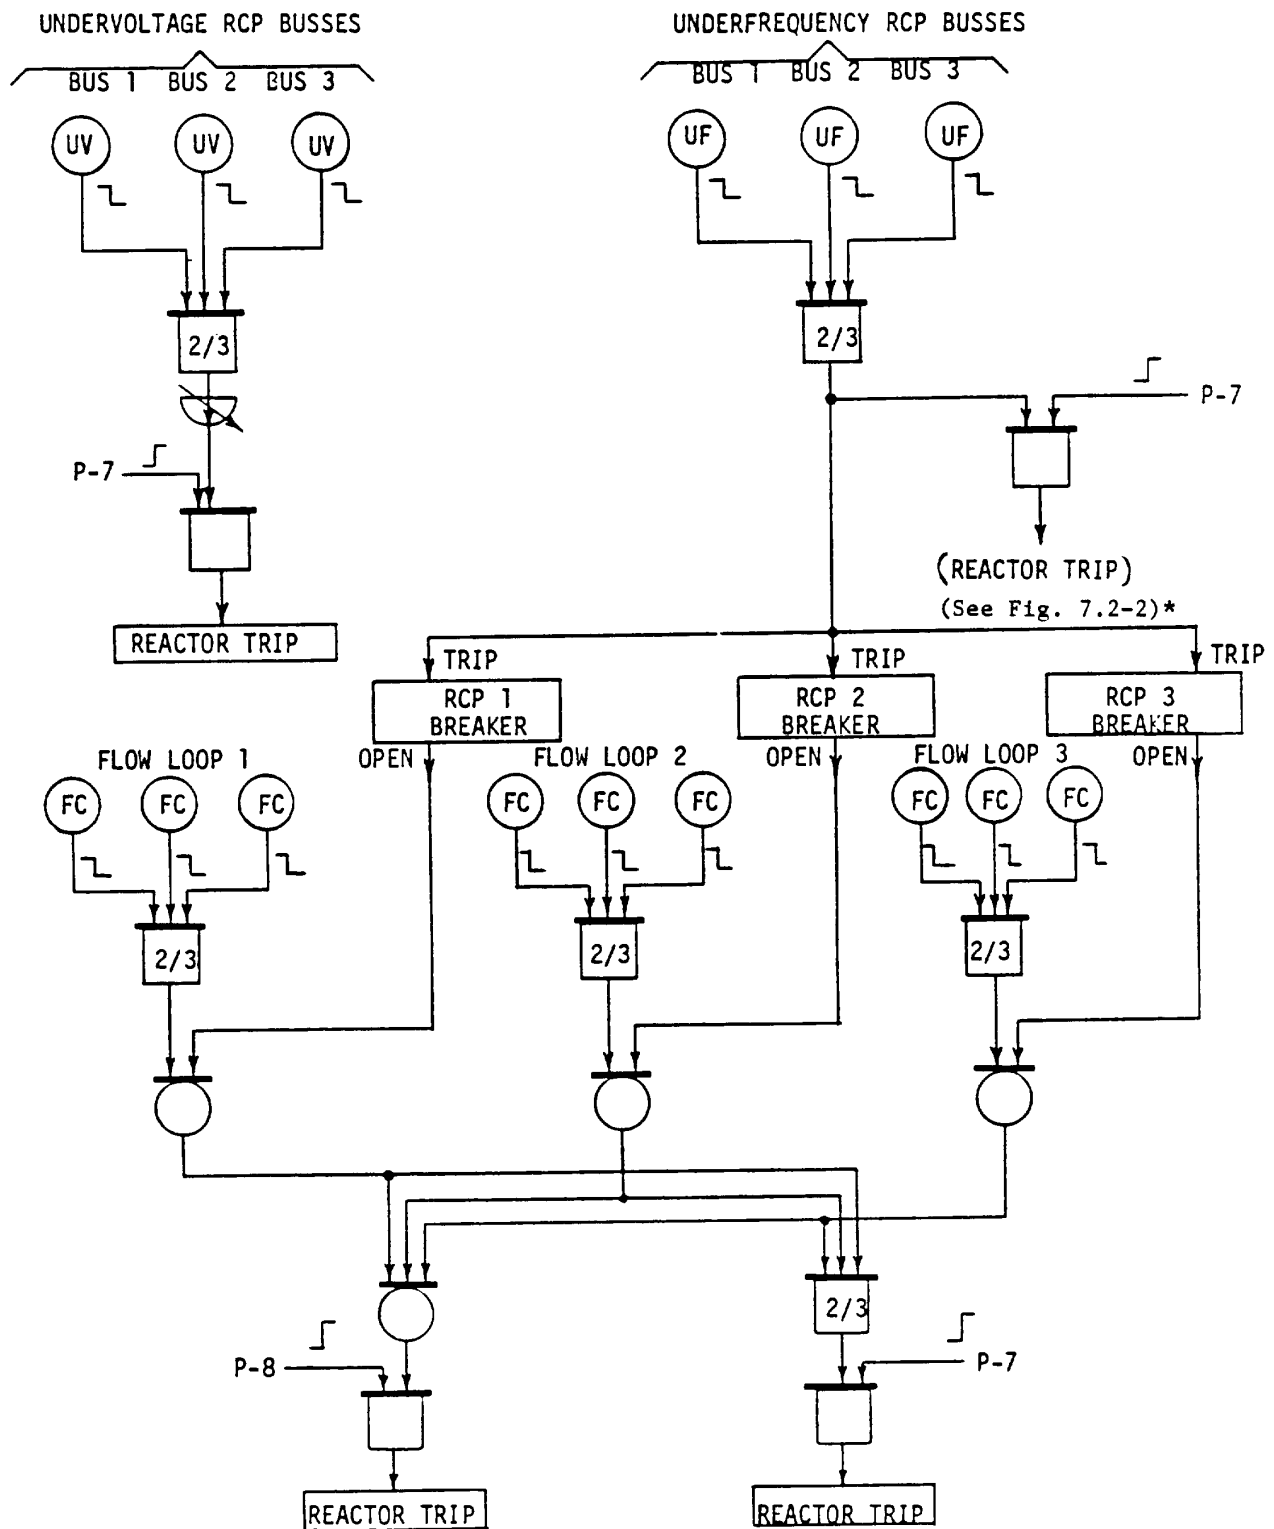 UNDERVOLTAGE RCP BUSSES
BUS 1 BUS 2 BUS 3
UV UV UV
2/3
P-7
REACTOR TRIP
UNDERFREQUENCY RCP BUSSES
BUS 1 BUS 2 BUS 3
UF UF UF
2/3
P-7
(REACTOR TRIP)
(See Fig. 7.2-2)*
TRIP
TRIP
TRIP
RCP 1
BREAKER
RCP 2
BREAKER
RCP 3
BREAKER
OPEN
OPEN
OPEN
FLOW LOOP 1
FC FC FC
2/3
FLOW LOOP 2
FC FC FC
2/3
FLOW LOOP 3
FC FC FC
2/3
P-8
REACTOR TRIP
2/3
P-7
REACTOR TRIP